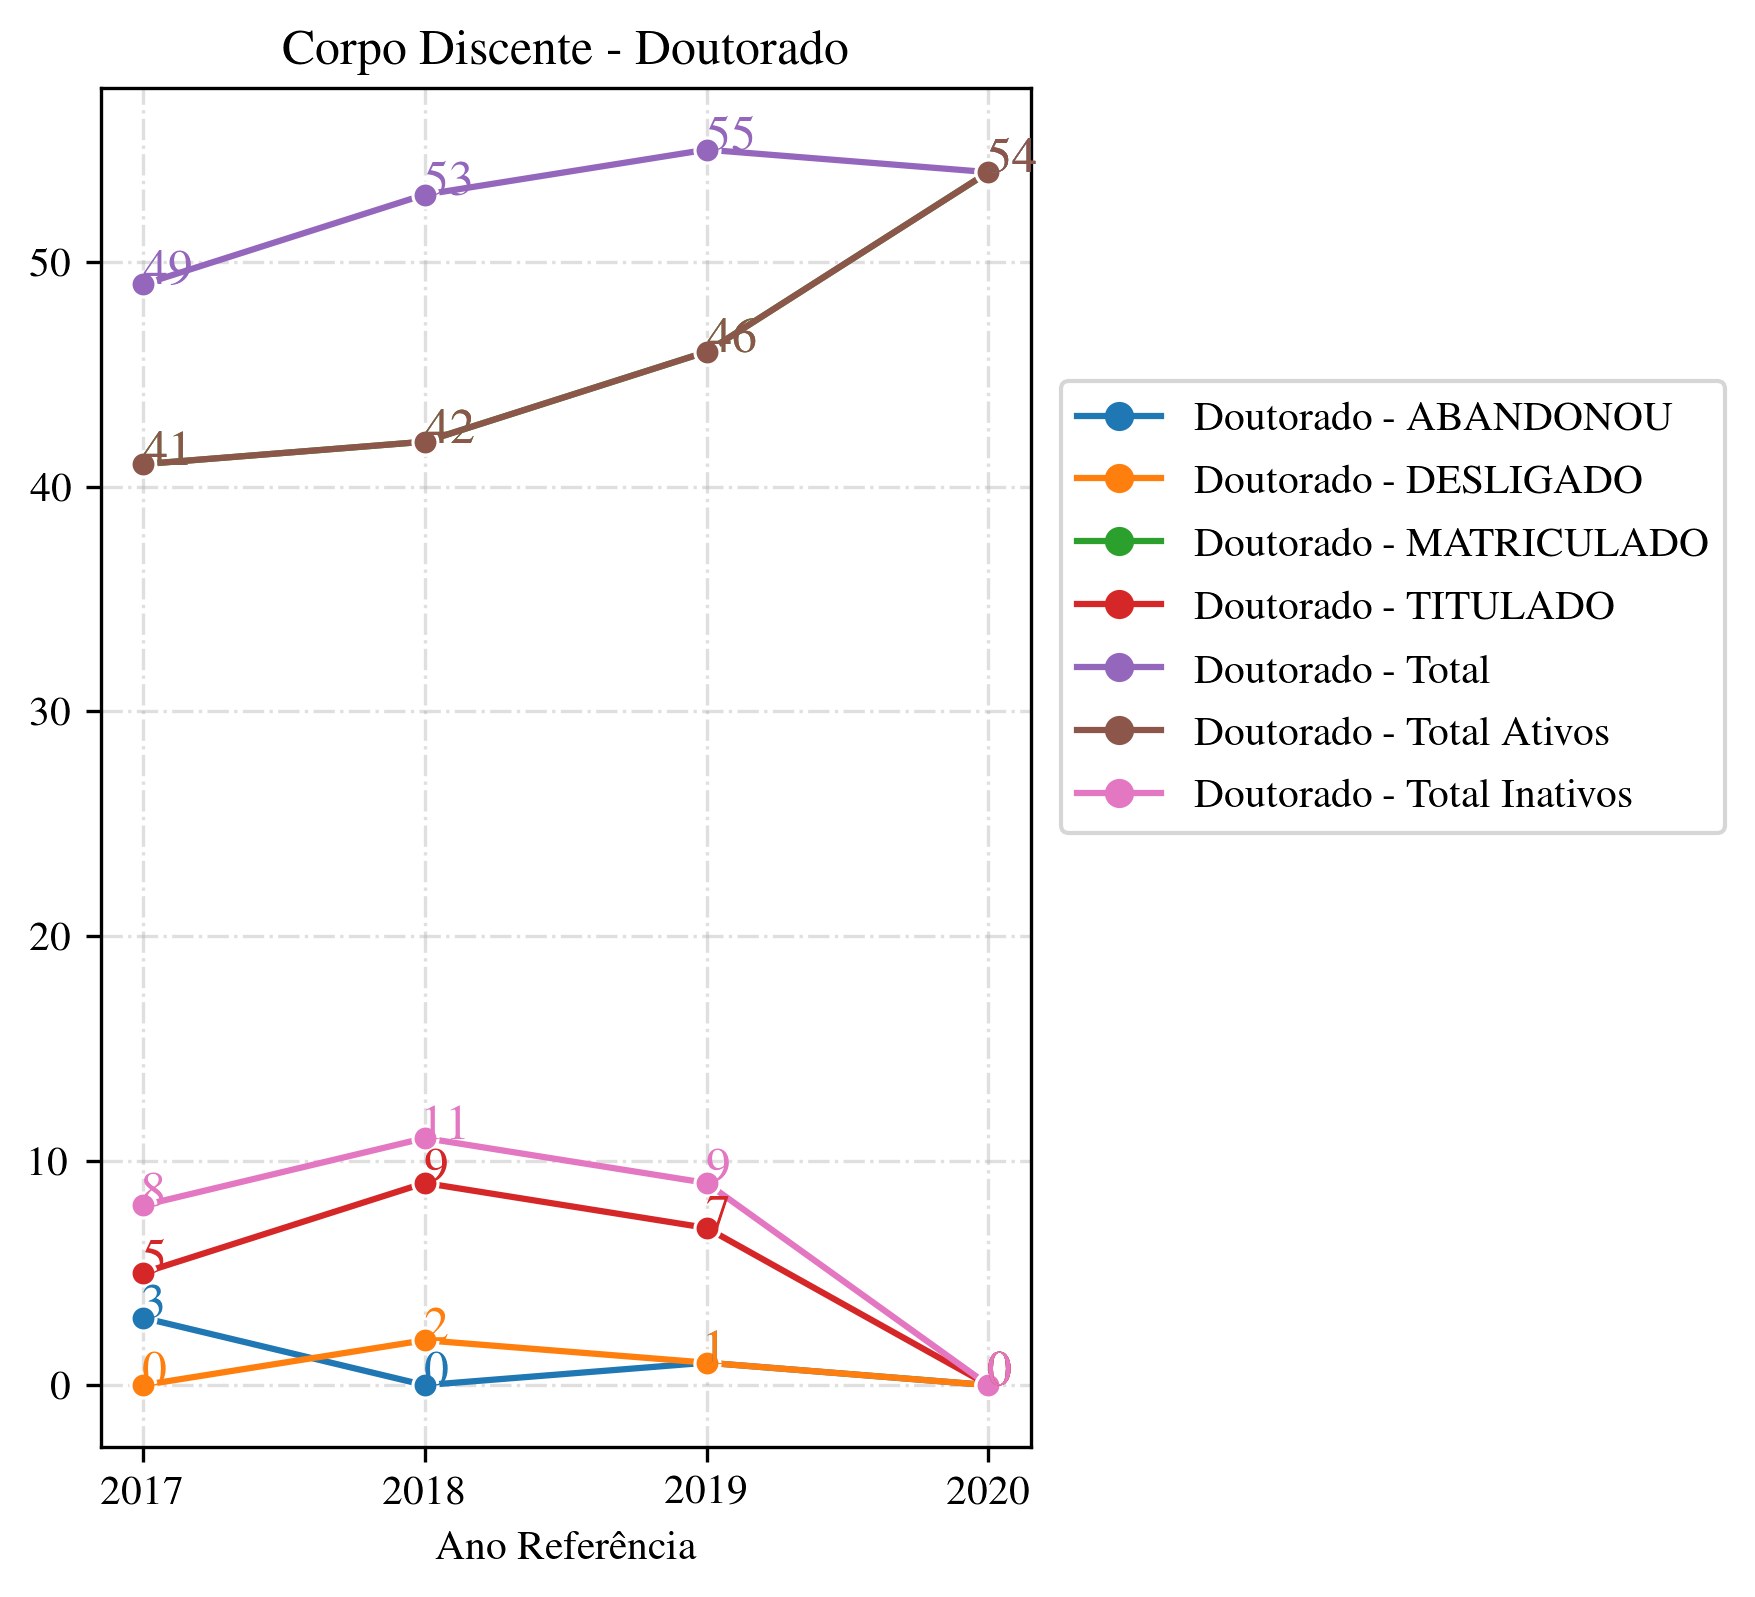 Corpo Discente - Doutorado
55
54
53
50
49
46
42
41
40
30
20
11
10
9
9
8
7
5
3
2
1
0
0
0
0
2017 2018 2019 2020
Ano Referência
Doutorado - ABANDONOU
Doutorado - DESLIGADO
Doutorado - MATRICULADO
Doutorado - TITULADO
Doutorado - Total
Doutorado - Total Ativos
Doutorado - Total Inativos